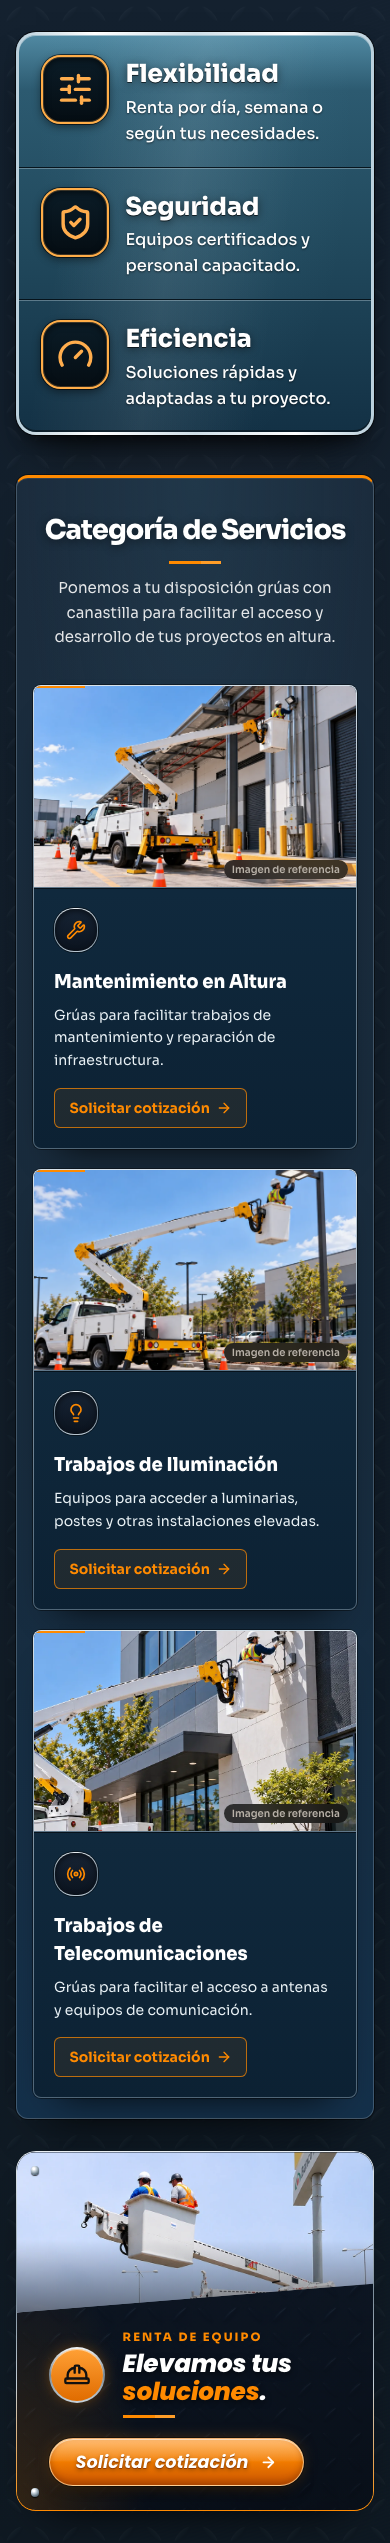 Flexibilidad
Renta por día, semana o
según tus necesidades.
Seguridad
Equipos certificados y
personal capacitado.
Eficiencia
Soluciones rápidas y
adaptadas a tu proyecto.
Categoría de Servicios
Ponemos a tu disposición grúas con
canastilla para facilitar el acceso y
desarrollo de tus proyectos en altura.
Imagen de referencia
Mantenimiento en Altura
Grúas para facilitar trabajos de
mantenimiento y reparación de
infraestructura.
Solicitar cotización
Imagen de referencia
Trabajos de Iluminación
Equipos para acceder a luminarias,
postes y otras instalaciones elevadas.
Solicitar cotización
Imagen de referencia
Trabajos de
Telecomunicaciones
Grúas para facilitar el acceso a antenas
y equipos de comunicación.
Solicitar cotización
RENTA DE EQUIPO
Elevamos tus
soluciones.
Solicitar cotización